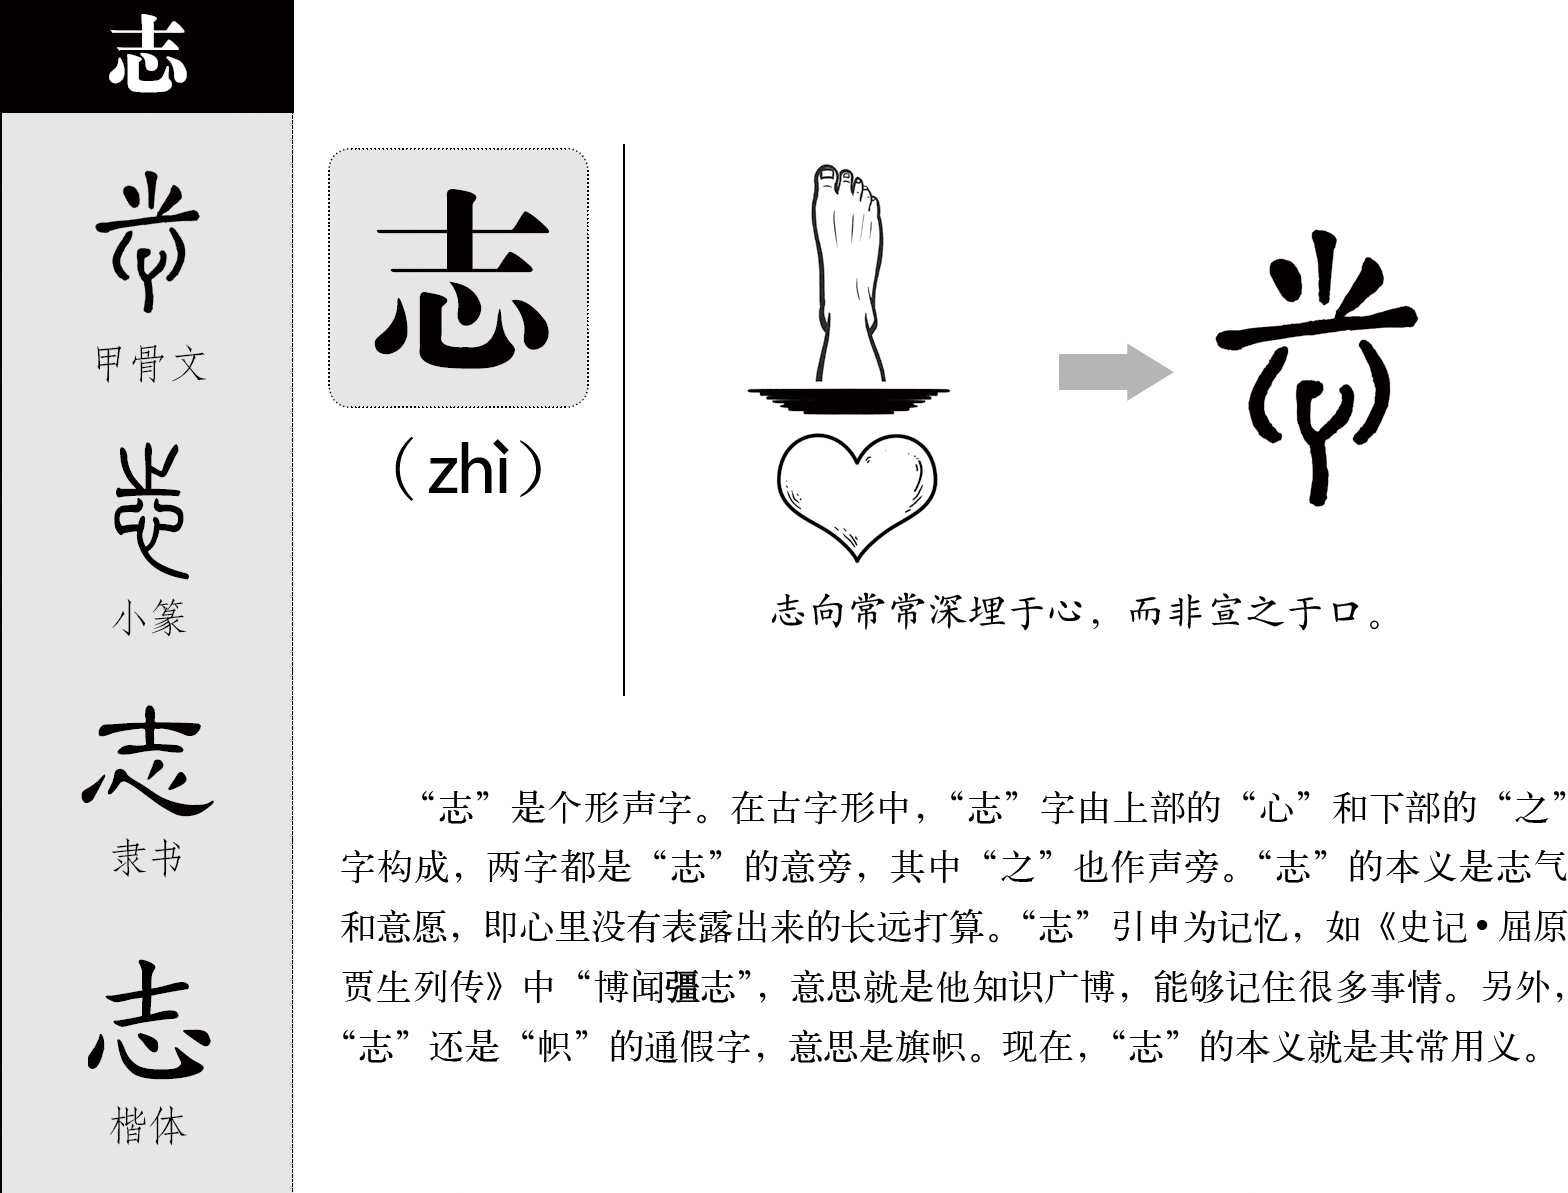 志
甲骨文
小篆
隶书
楷体
志
（zhì）
志向常常深埋于心，而非宣之于口。
“志”是个形声字。在古字形中，“志”字由上部的“心”和下部的“之”
字构成，两字都是“志”的意旁，其中“之”也作声旁。“志”的本义是志气
和意愿，即心里没有表露出来的长远打算。“志”引申为记忆，如《史记·屈原
贾生列传》中“博闻彊志”，意思就是他知识广博，能够记住很多事情。另外，
“志”还是“帜”的通假字，意思是旗帜。现在，“志”的本义就是其常用义。